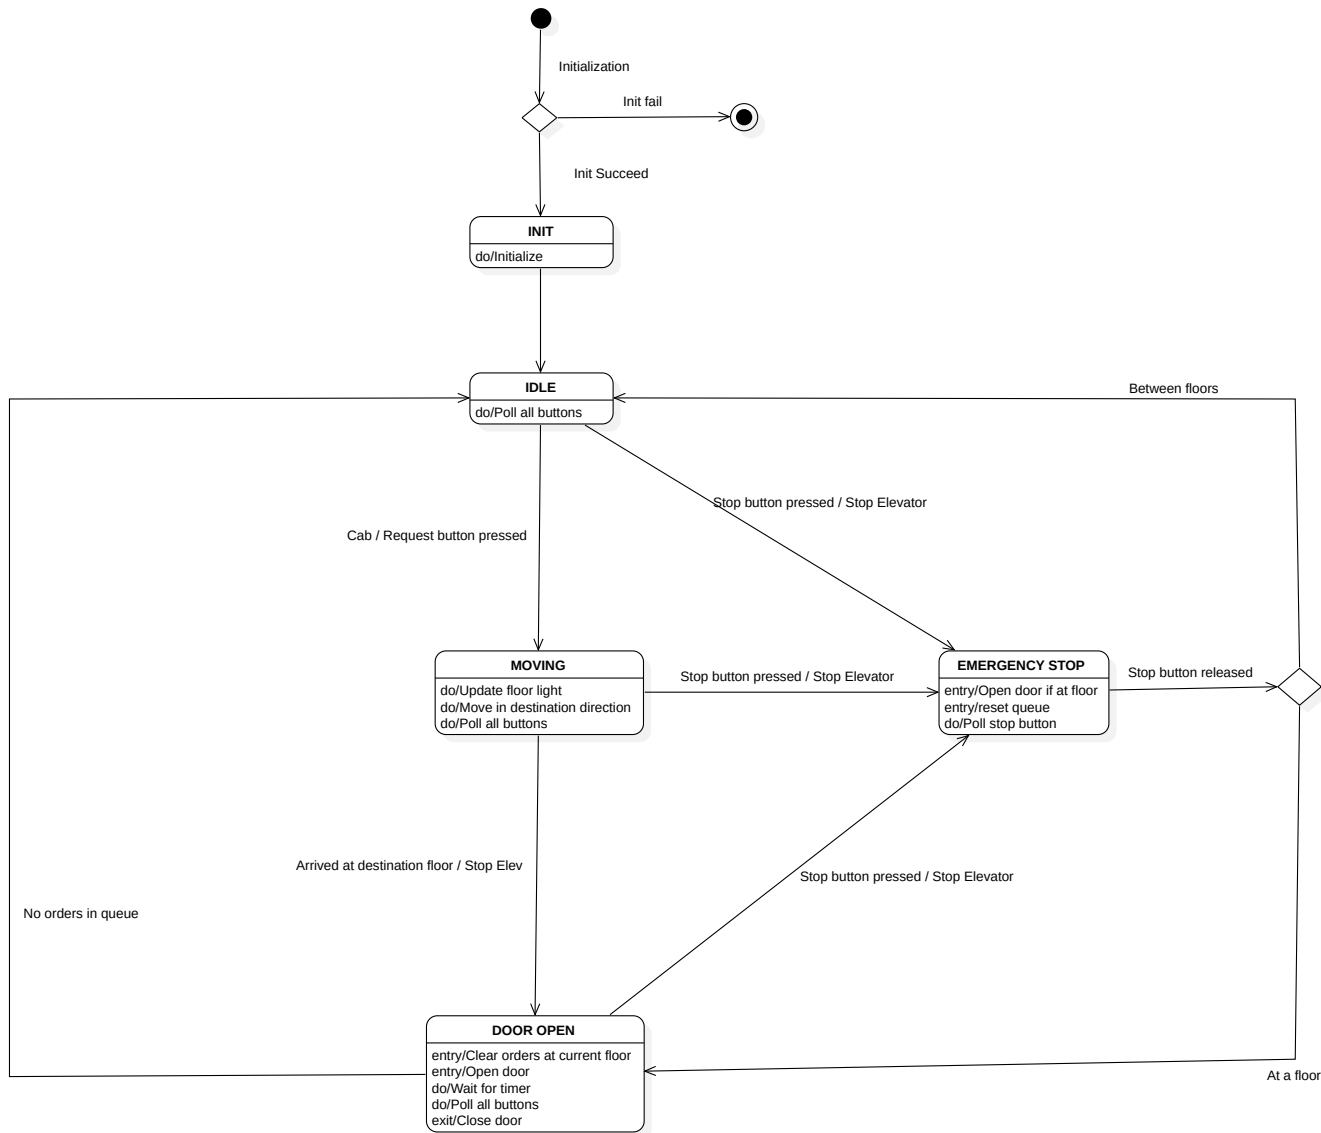 Initialization
Init fail
Init Succeed
INIT
do/Initialize
IDLE
do/Poll all buttons
Between floors
Stop button pressed / Stop Elevator
Cab / Request button pressed
MOVING
do/Update floor light
do/Move in destination direction
do/Poll all buttons
Stop button pressed / Stop Elevator
EMERGENCY STOP
entry/Open door if at floor
entry/reset queue
do/Poll stop button
Stop button released
Arrived at destination floor / Stop Elev
Stop button pressed / Stop Elevator
No orders in queue
DOOR OPEN
entry/Clear orders at current floor
entry/Open door
do/Wait for timer
do/Poll all buttons
exit/Close door
At a floor